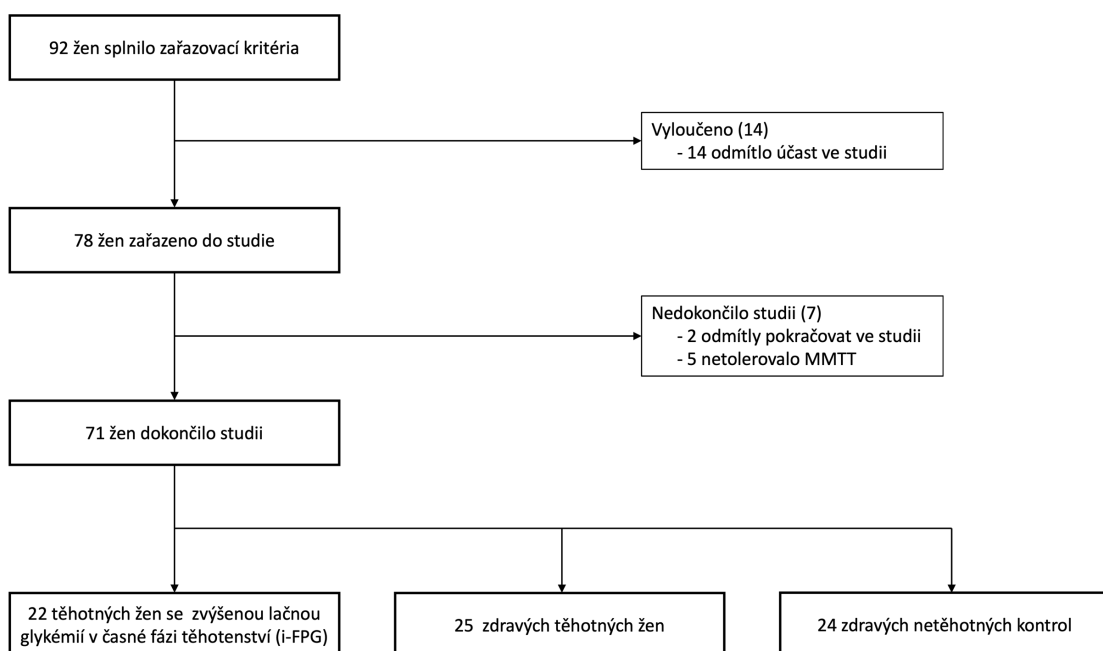 92 žen splnilo zařazovací kritéria
Vyloučeno (14)
- 14 odmítlo účast ve studii
78 žen zařazeno do studie
Nedokončilo studii (7)
- 2 odmítly pokračovat ve studii
- 5 netolerovalo MMTT
71 žen dokončilo studii
22 těhotných žen se  zvýšenou lačnou
glykémií v časné fázi těhotenství (i-FPG)
25  zdravých těhotných žen
24 zdravých netěhotných kontrol